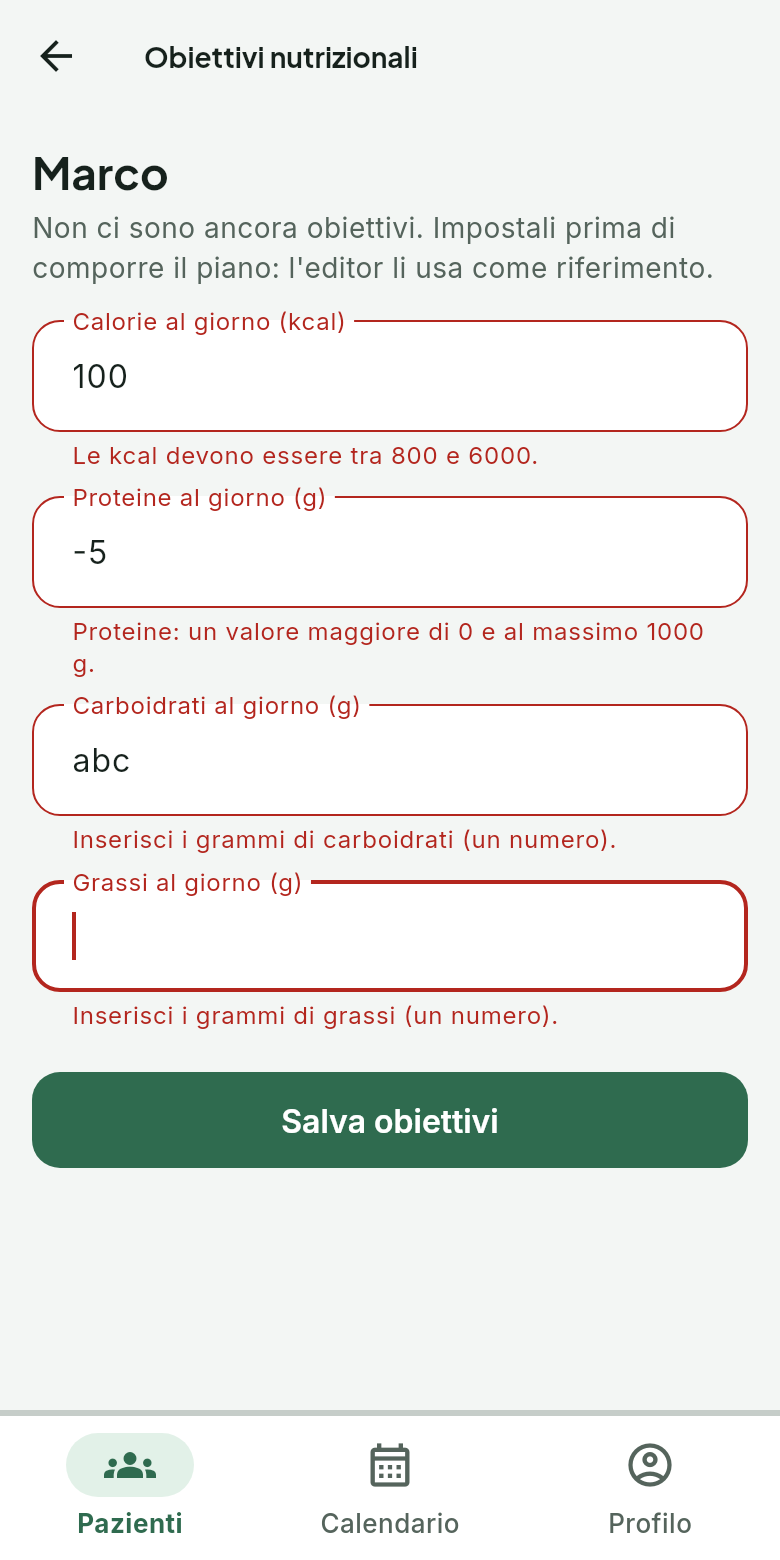 Obiettivi nutrizionali
Marco
Non ci sono ancora obiettivi. Impostali prima di
comporre il piano: l'editor li usa come riferimento.
Calorie al giorno (kcal)
100
Le kcal devono essere tra 800 e 6000.
Proteine al giorno (g)
-5
Proteine: un valore maggiore di 0 e al massimo 1000
g.
Carboidrati al giorno (g)
abc
Inserisci i grammi di carboidrati (un numero).
Grassi al giorno (g)
Inserisci i grammi di grassi (un numero).
Salva obiettivi
Pazienti
Calendario
Profilo